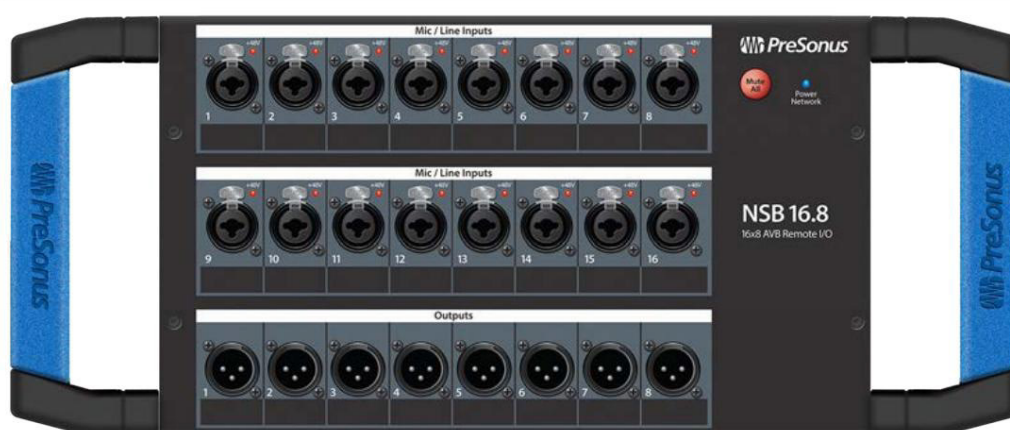 Mic / Line Inputs
+48V +48V +48V +48V +48V +48V +48V +48V
1 2 3 4 5 6 7 8
PreSonus
Mute All
Power
Network
Mic / Line Inputs
+48V +48V +48V +48V +48V +48V +48V +48V
9 10 11 12 13 14 15 16
NSB 16.8
16x8 AVB Remote I/O
Outputs
1 2 3 4 5 6 7 8
PreSonus
PreSonus